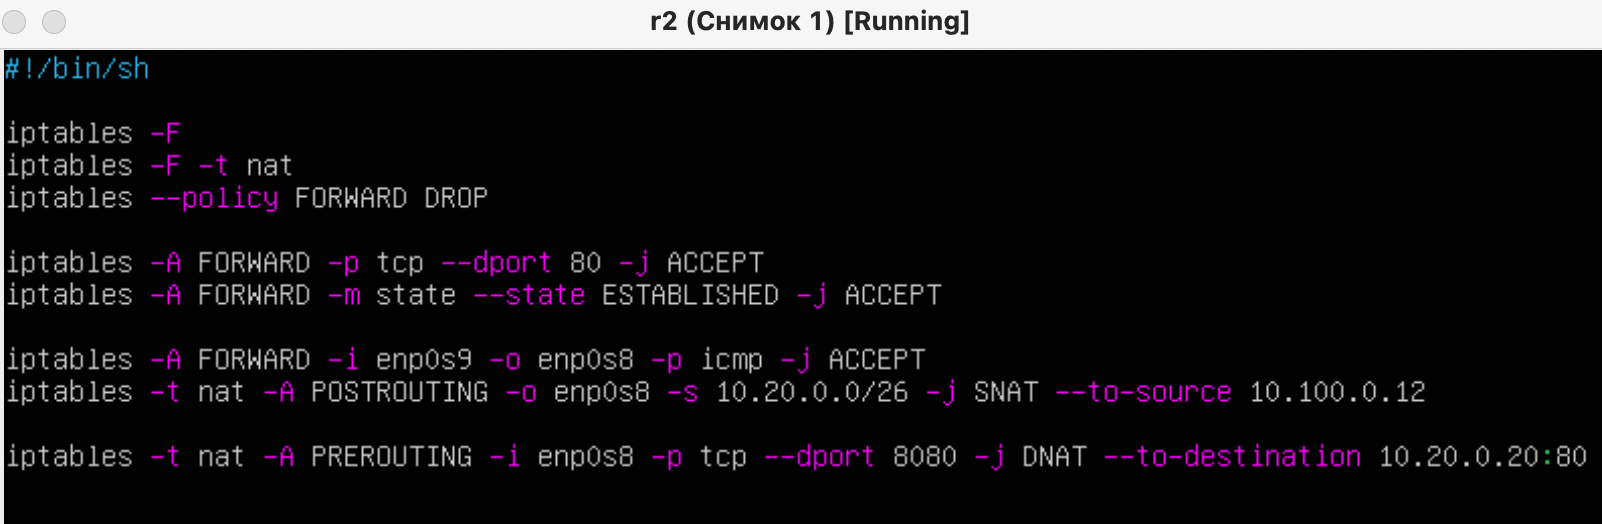 r2 (Снимок 1) [Running]
#!/bin/sh
iptables -F
iptables -F -t nat
iptables --policy FORWARD DROP
iptables -A FORWARD -p tcp --dport 80 -j ACCEPT
iptables -A FORWARD -m state --state ESTABLISHED -j ACCEPT
iptables -A FORWARD -i enp0s9 -o enp0s8 -p icmp -j ACCEPT
iptables -t nat -A POSTROUTING -o enp0s8 -s 10.20.0.0/26 -j SNAT --to-source 10.100.0.12
iptables -t nat -A PREROUTING -i enp0s8 -p tcp --dport 8080 -j DNAT --to-destination 10.20.0.20:80